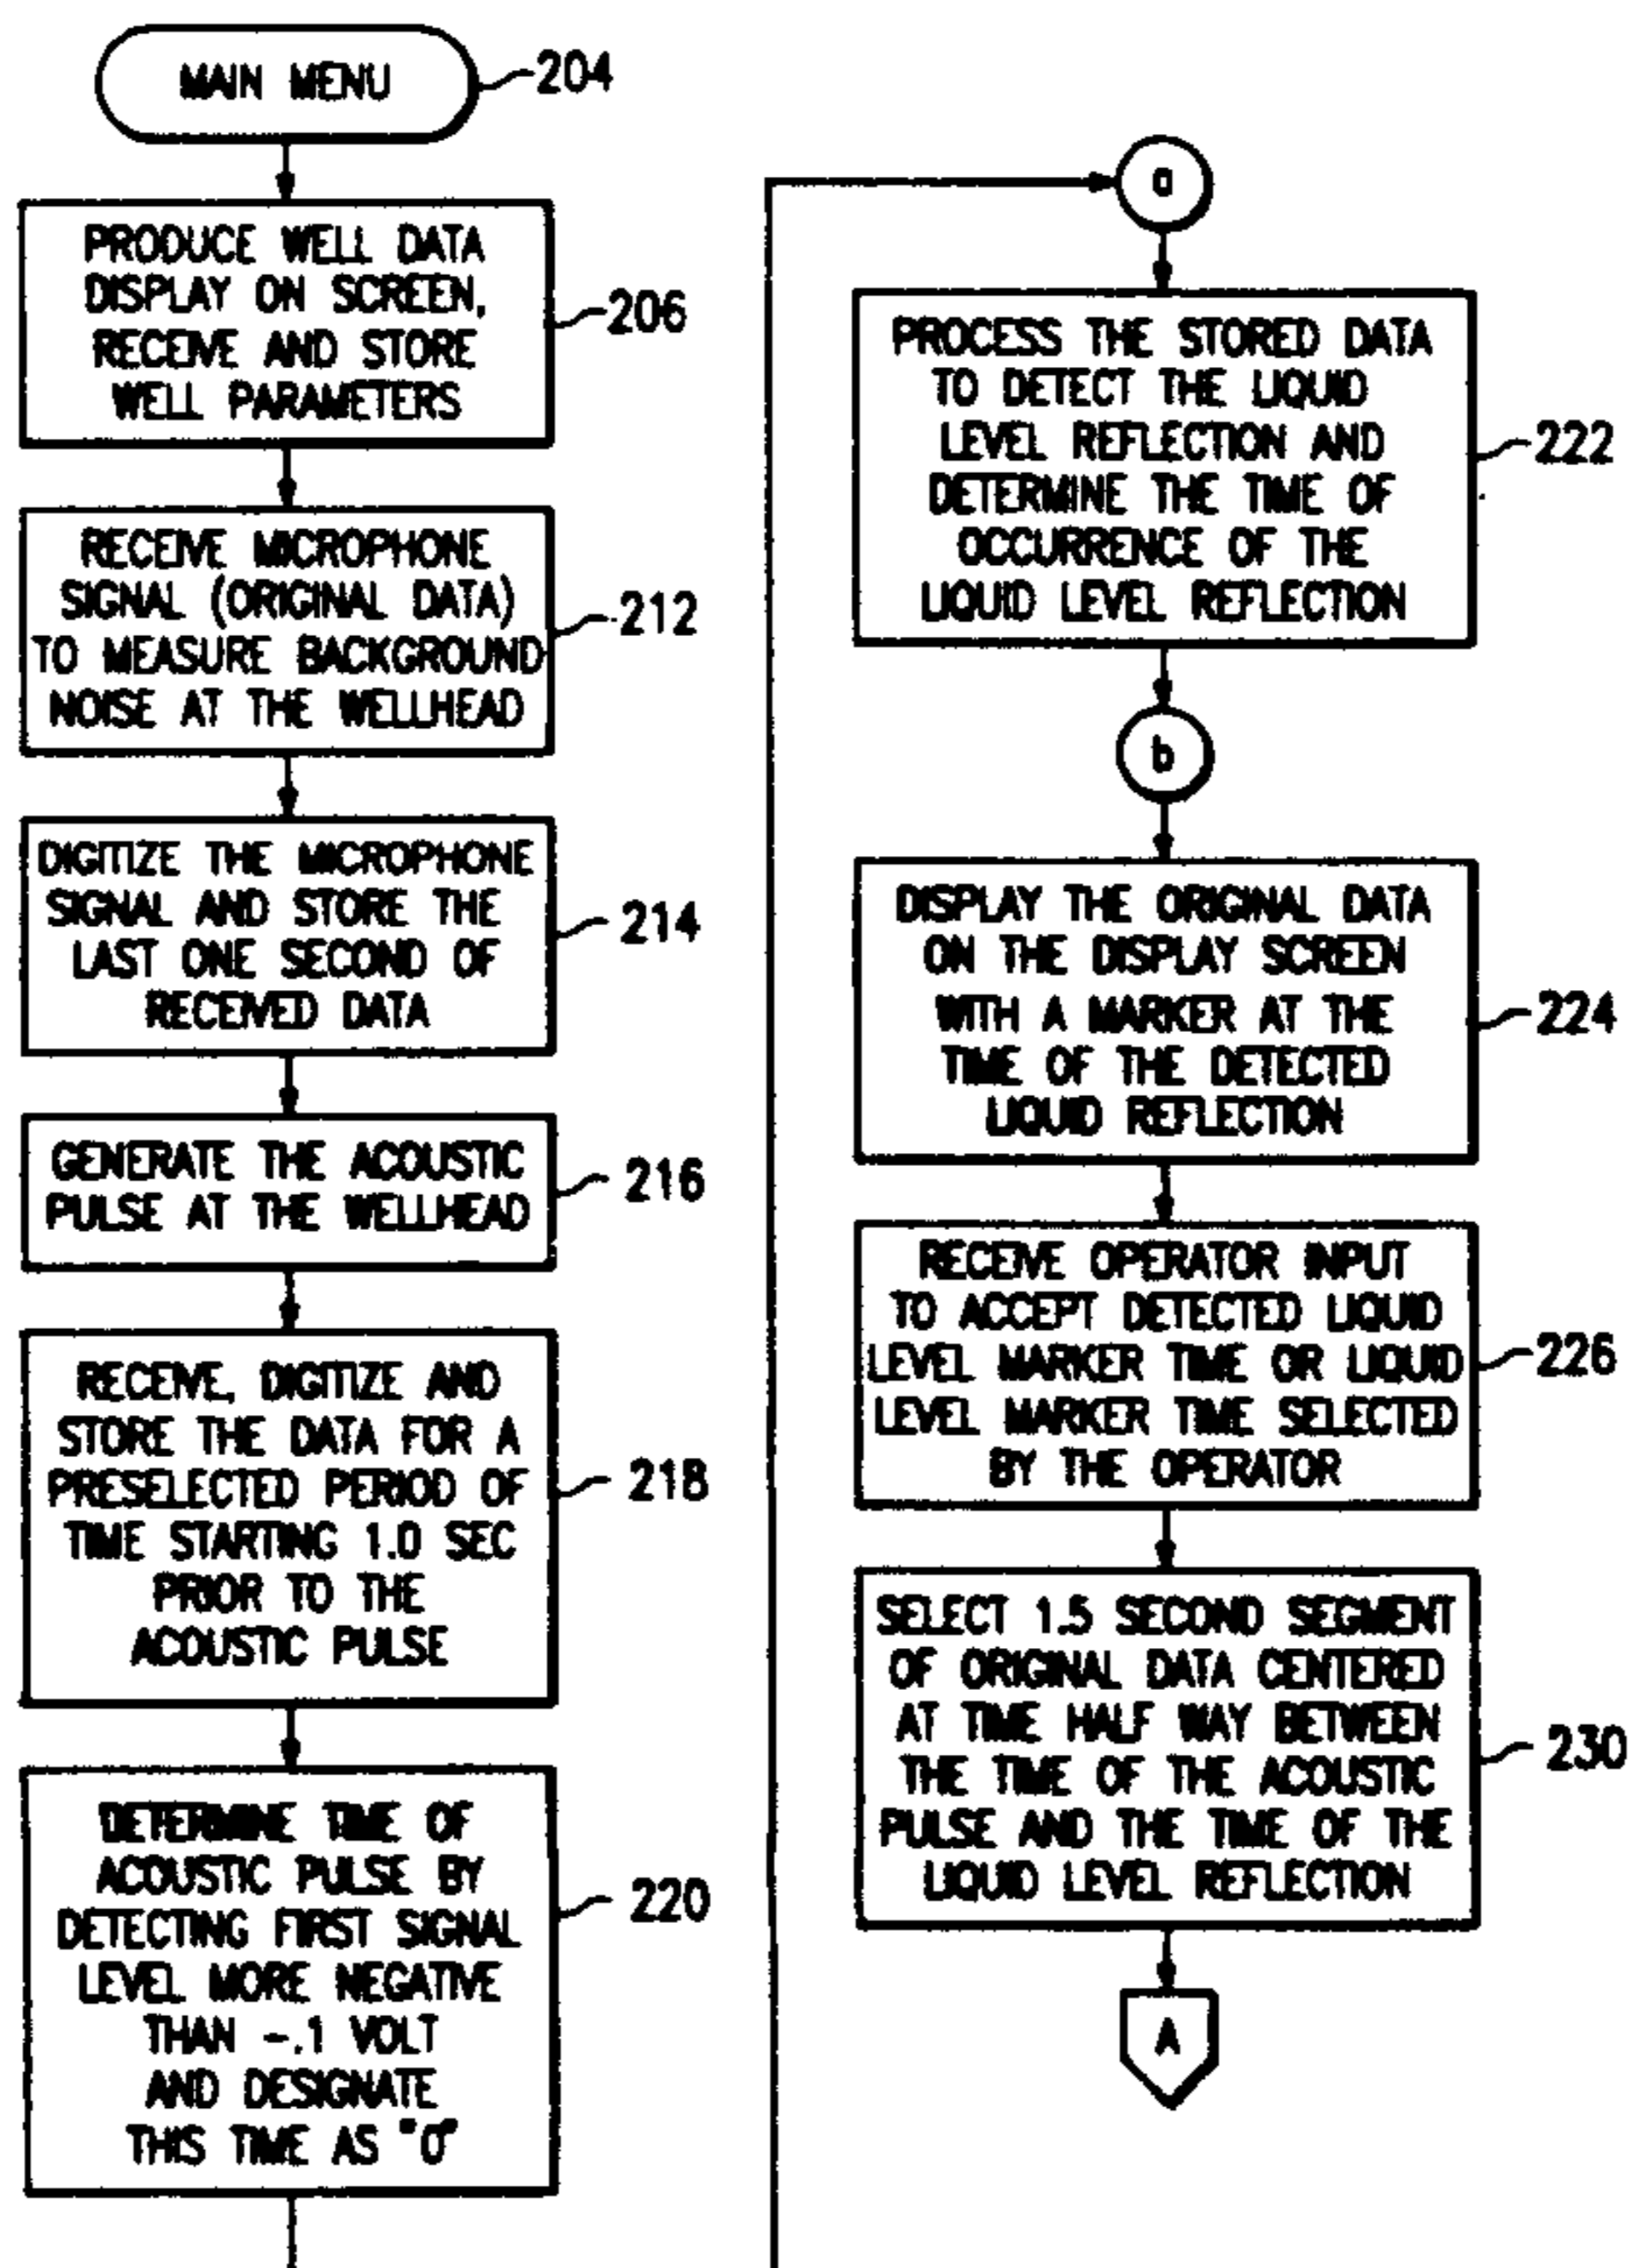 MAIN MENU
204
PRODUCE WELL DATA
DISPLAY ON SCREEN,
RECEIVE AND STORE
WELL PARAMETERS
206
RECEIVE MICROPHONE
SIGNAL (ORIGINAL DATA)
TO MEASURE BACKGROUND
NOISE AT THE WELLHEAD
212
DIGITIZE THE MICROPHONE
SIGNAL AND STORE THE
LAST ONE SECOND OF
RECEIVED DATA
214
GENERATE THE ACOUSTIC
PULSE AT THE WELLHEAD
216
RECEIVE, DIGITIZE AND
STORE THE DATA FOR A
PRESELECTED PERIOD OF
TIME STARTING 1.0 SEC
PRIOR TO THE
ACOUSTIC PULSE
218
DETERMINE TIME OF
ACOUSTIC PULSE BY
DETECTING FIRST SIGNAL
LEVEL MORE NEGATIVE
THAN -.1 VOLT
AND DESIGNATE
THIS TIME AS "0"
220
a
PROCESS THE STORED DATA
TO DETECT THE LIQUID
LEVEL REFLECTION AND
DETERMINE THE TIME OF
OCCURRENCE OF THE
LIQUID LEVEL REFLECTION
222
b
DISPLAY THE ORIGINAL DATA
ON THE DISPLAY SCREEN
WITH A MARKER AT THE
TIME OF THE DETECTED
LIQUID REFLECTION
224
RECEIVE OPERATOR INPUT
TO ACCEPT DETECTED LIQUID
LEVEL MARKER TIME OR LIQUID
LEVEL MARKER TIME SELECTED
BY THE OPERATOR
226
SELECT 1.5 SECOND SEGMENT
OF ORIGINAL DATA CENTERED
AT TIME HALF WAY BETWEEN
THE TIME OF THE ACOUSTIC
PULSE AND THE TIME OF THE
LIQUID LEVEL REFLECTION
230
A